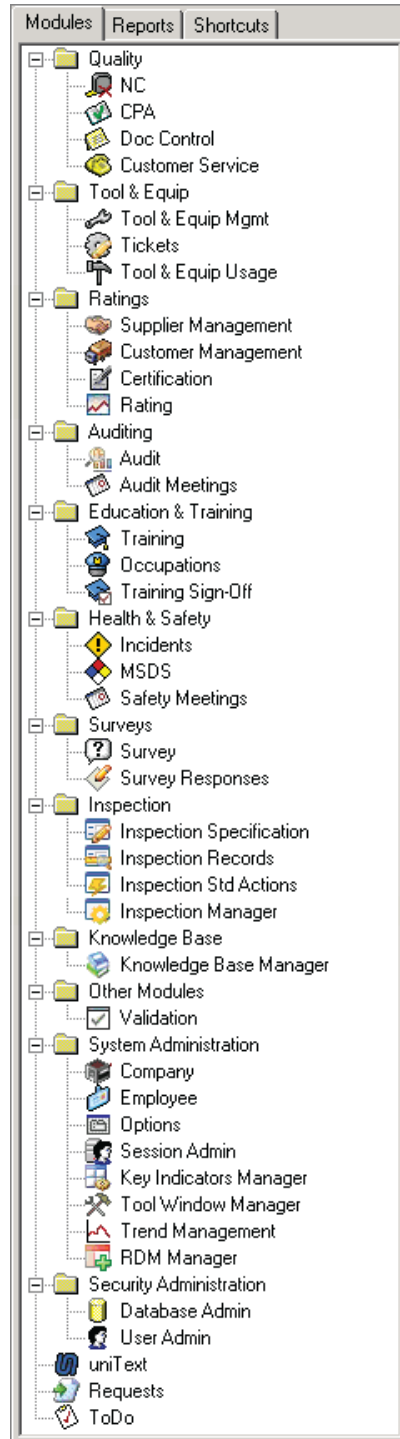 Modules Reports Shortcuts
Quality
NC
CPA
Doc Control
Customer Service
Tool & Equip
Tool & Equip Mgmt
Tickets
Tool & Equip Usage
Ratings
Supplier Management
Customer Management
Certification
Rating
Auditing
Audit
Audit Meetings
Education & Training
Training
Occupations
Training Sign-Off
Health & Safety
Incidents
MSDS
Safety Meetings
Surveys
Survey
Survey Responses
Inspection
Inspection Specification
Inspection Records
Inspection Std Actions
Inspection Manager
Knowledge Base
Knowledge Base Manager
Other Modules
Validation
System Administration
Company
Employee
Options
Session Admin
Key Indicators Manager
Tool Window Manager
Trend Management
RDM Manager
Security Administration
Database Admin
User Admin
uniText
Requests
ToDo